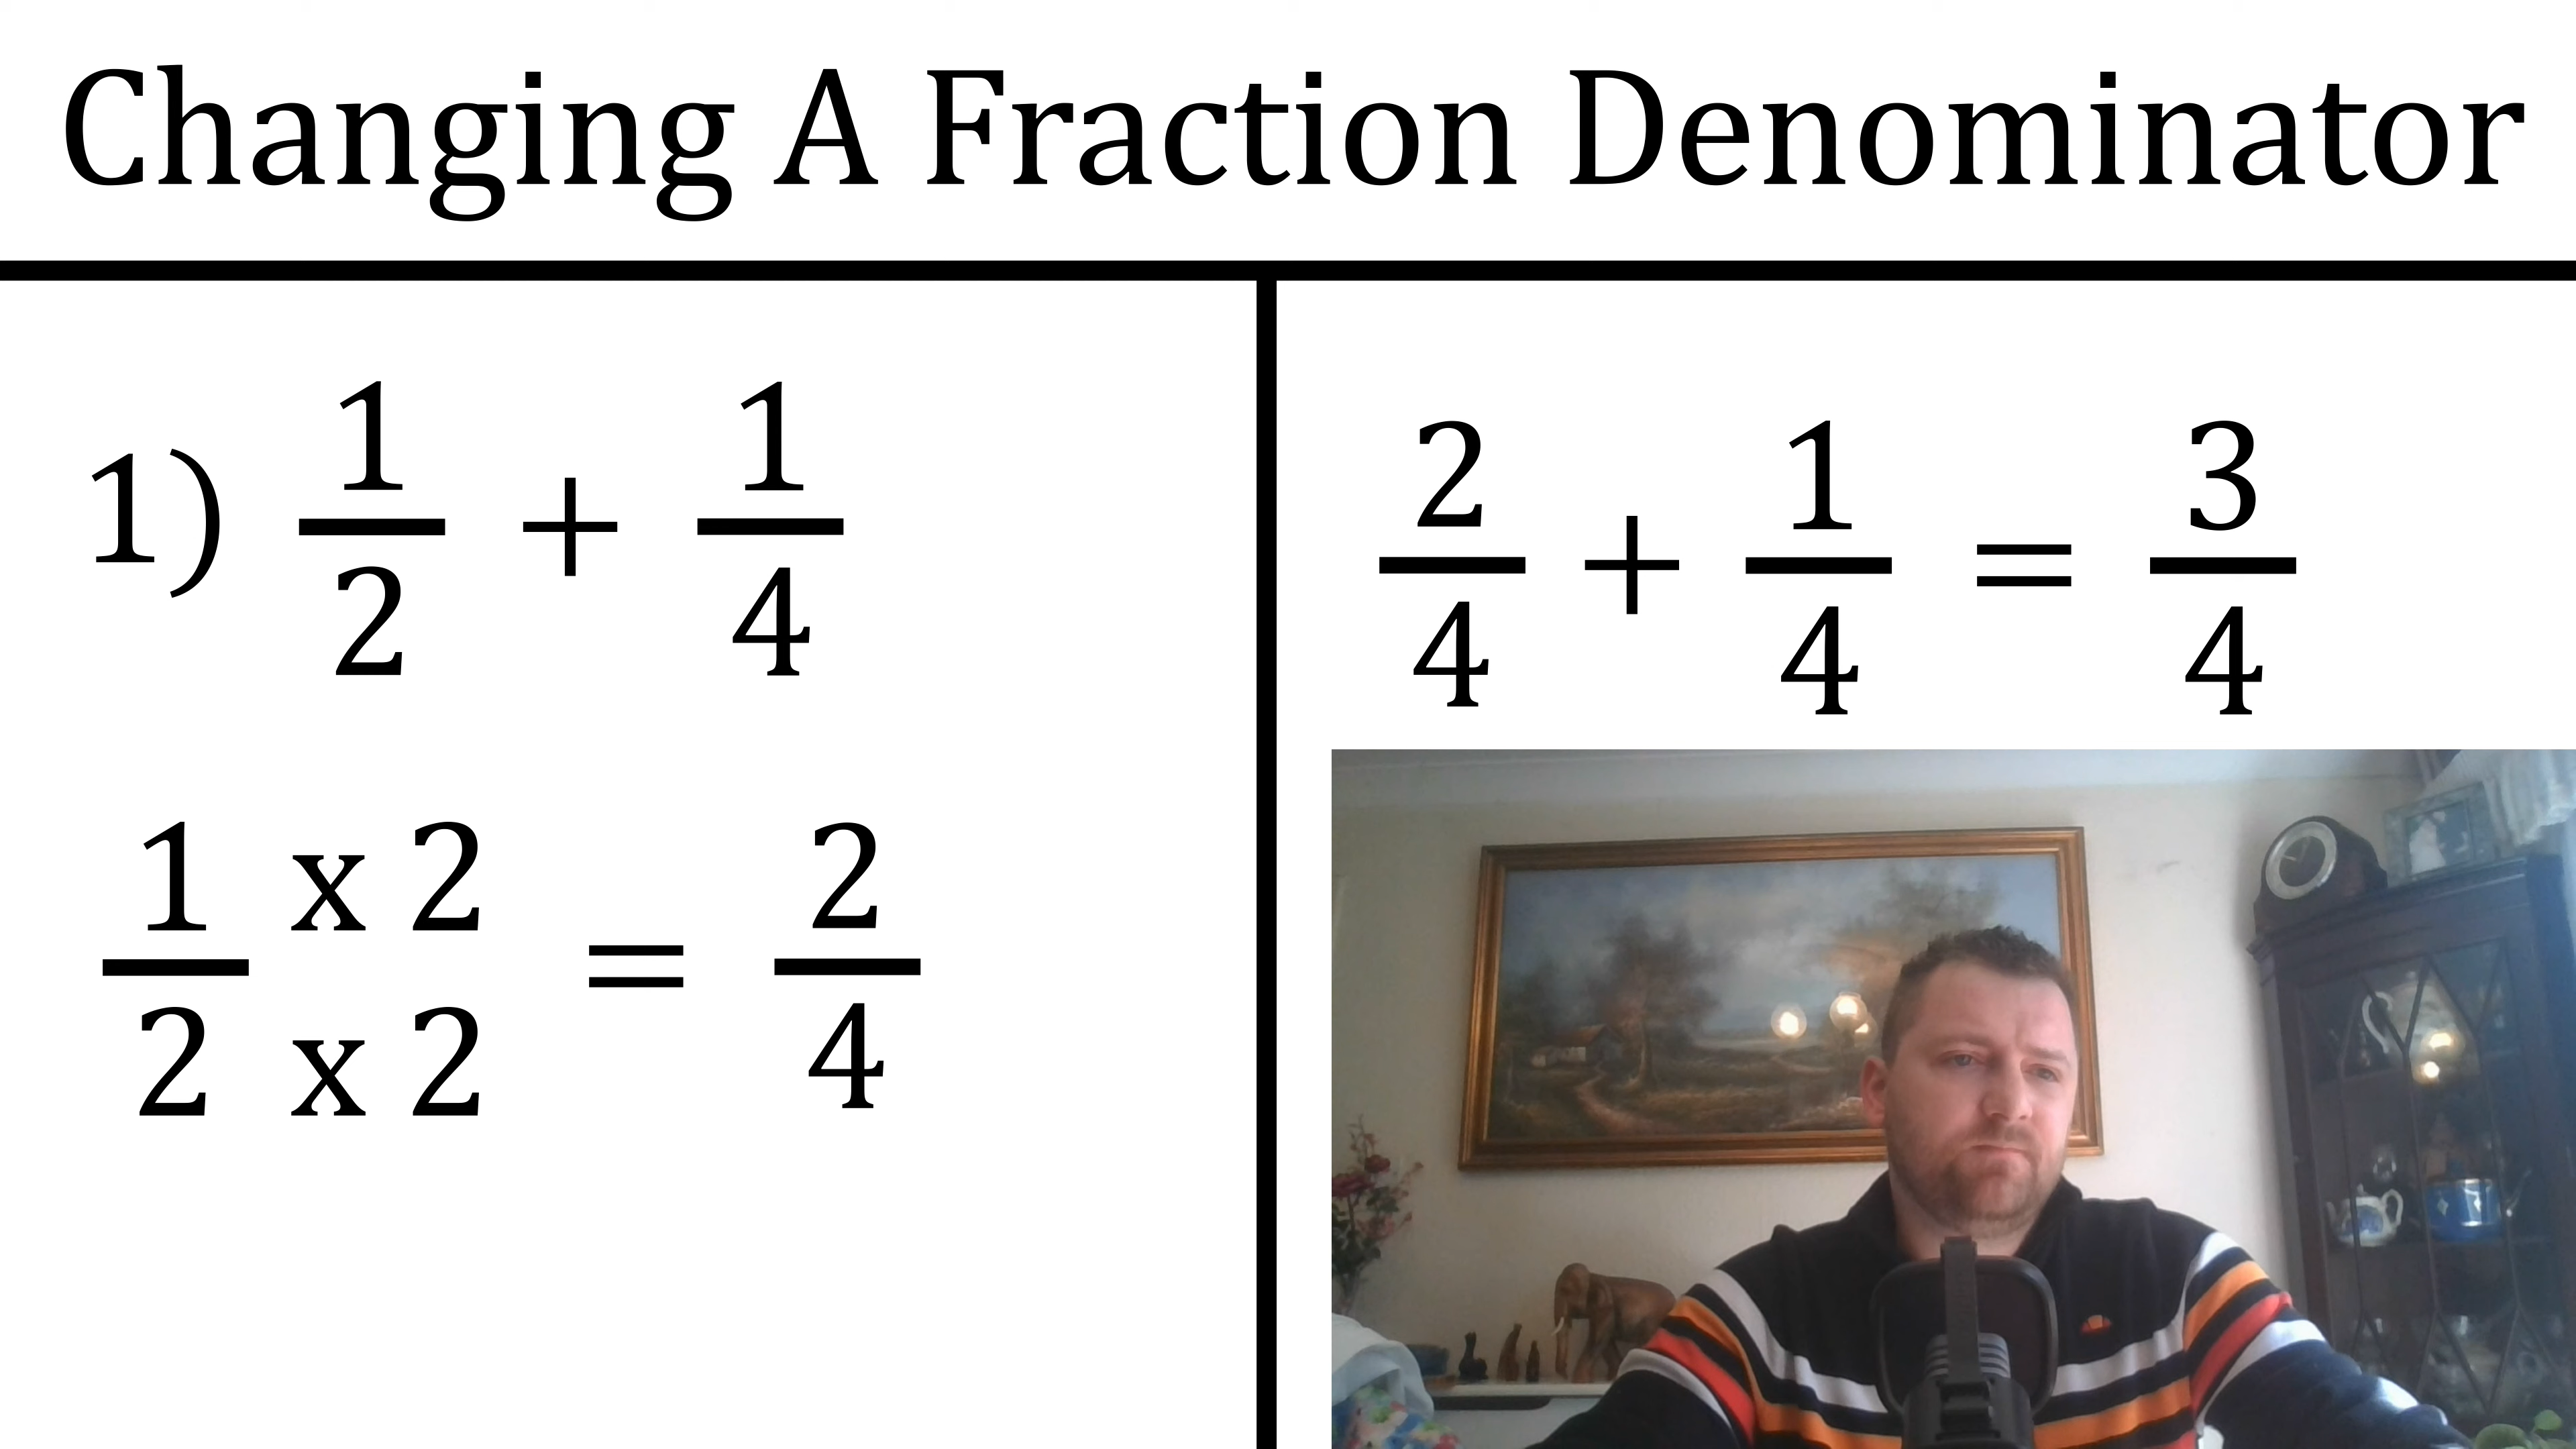 Changing A Fraction Denominator
1) 1/2 + 1/4
1 x 2 / 2 x 2 = 2/4
2/4 + 1/4 = 3/4